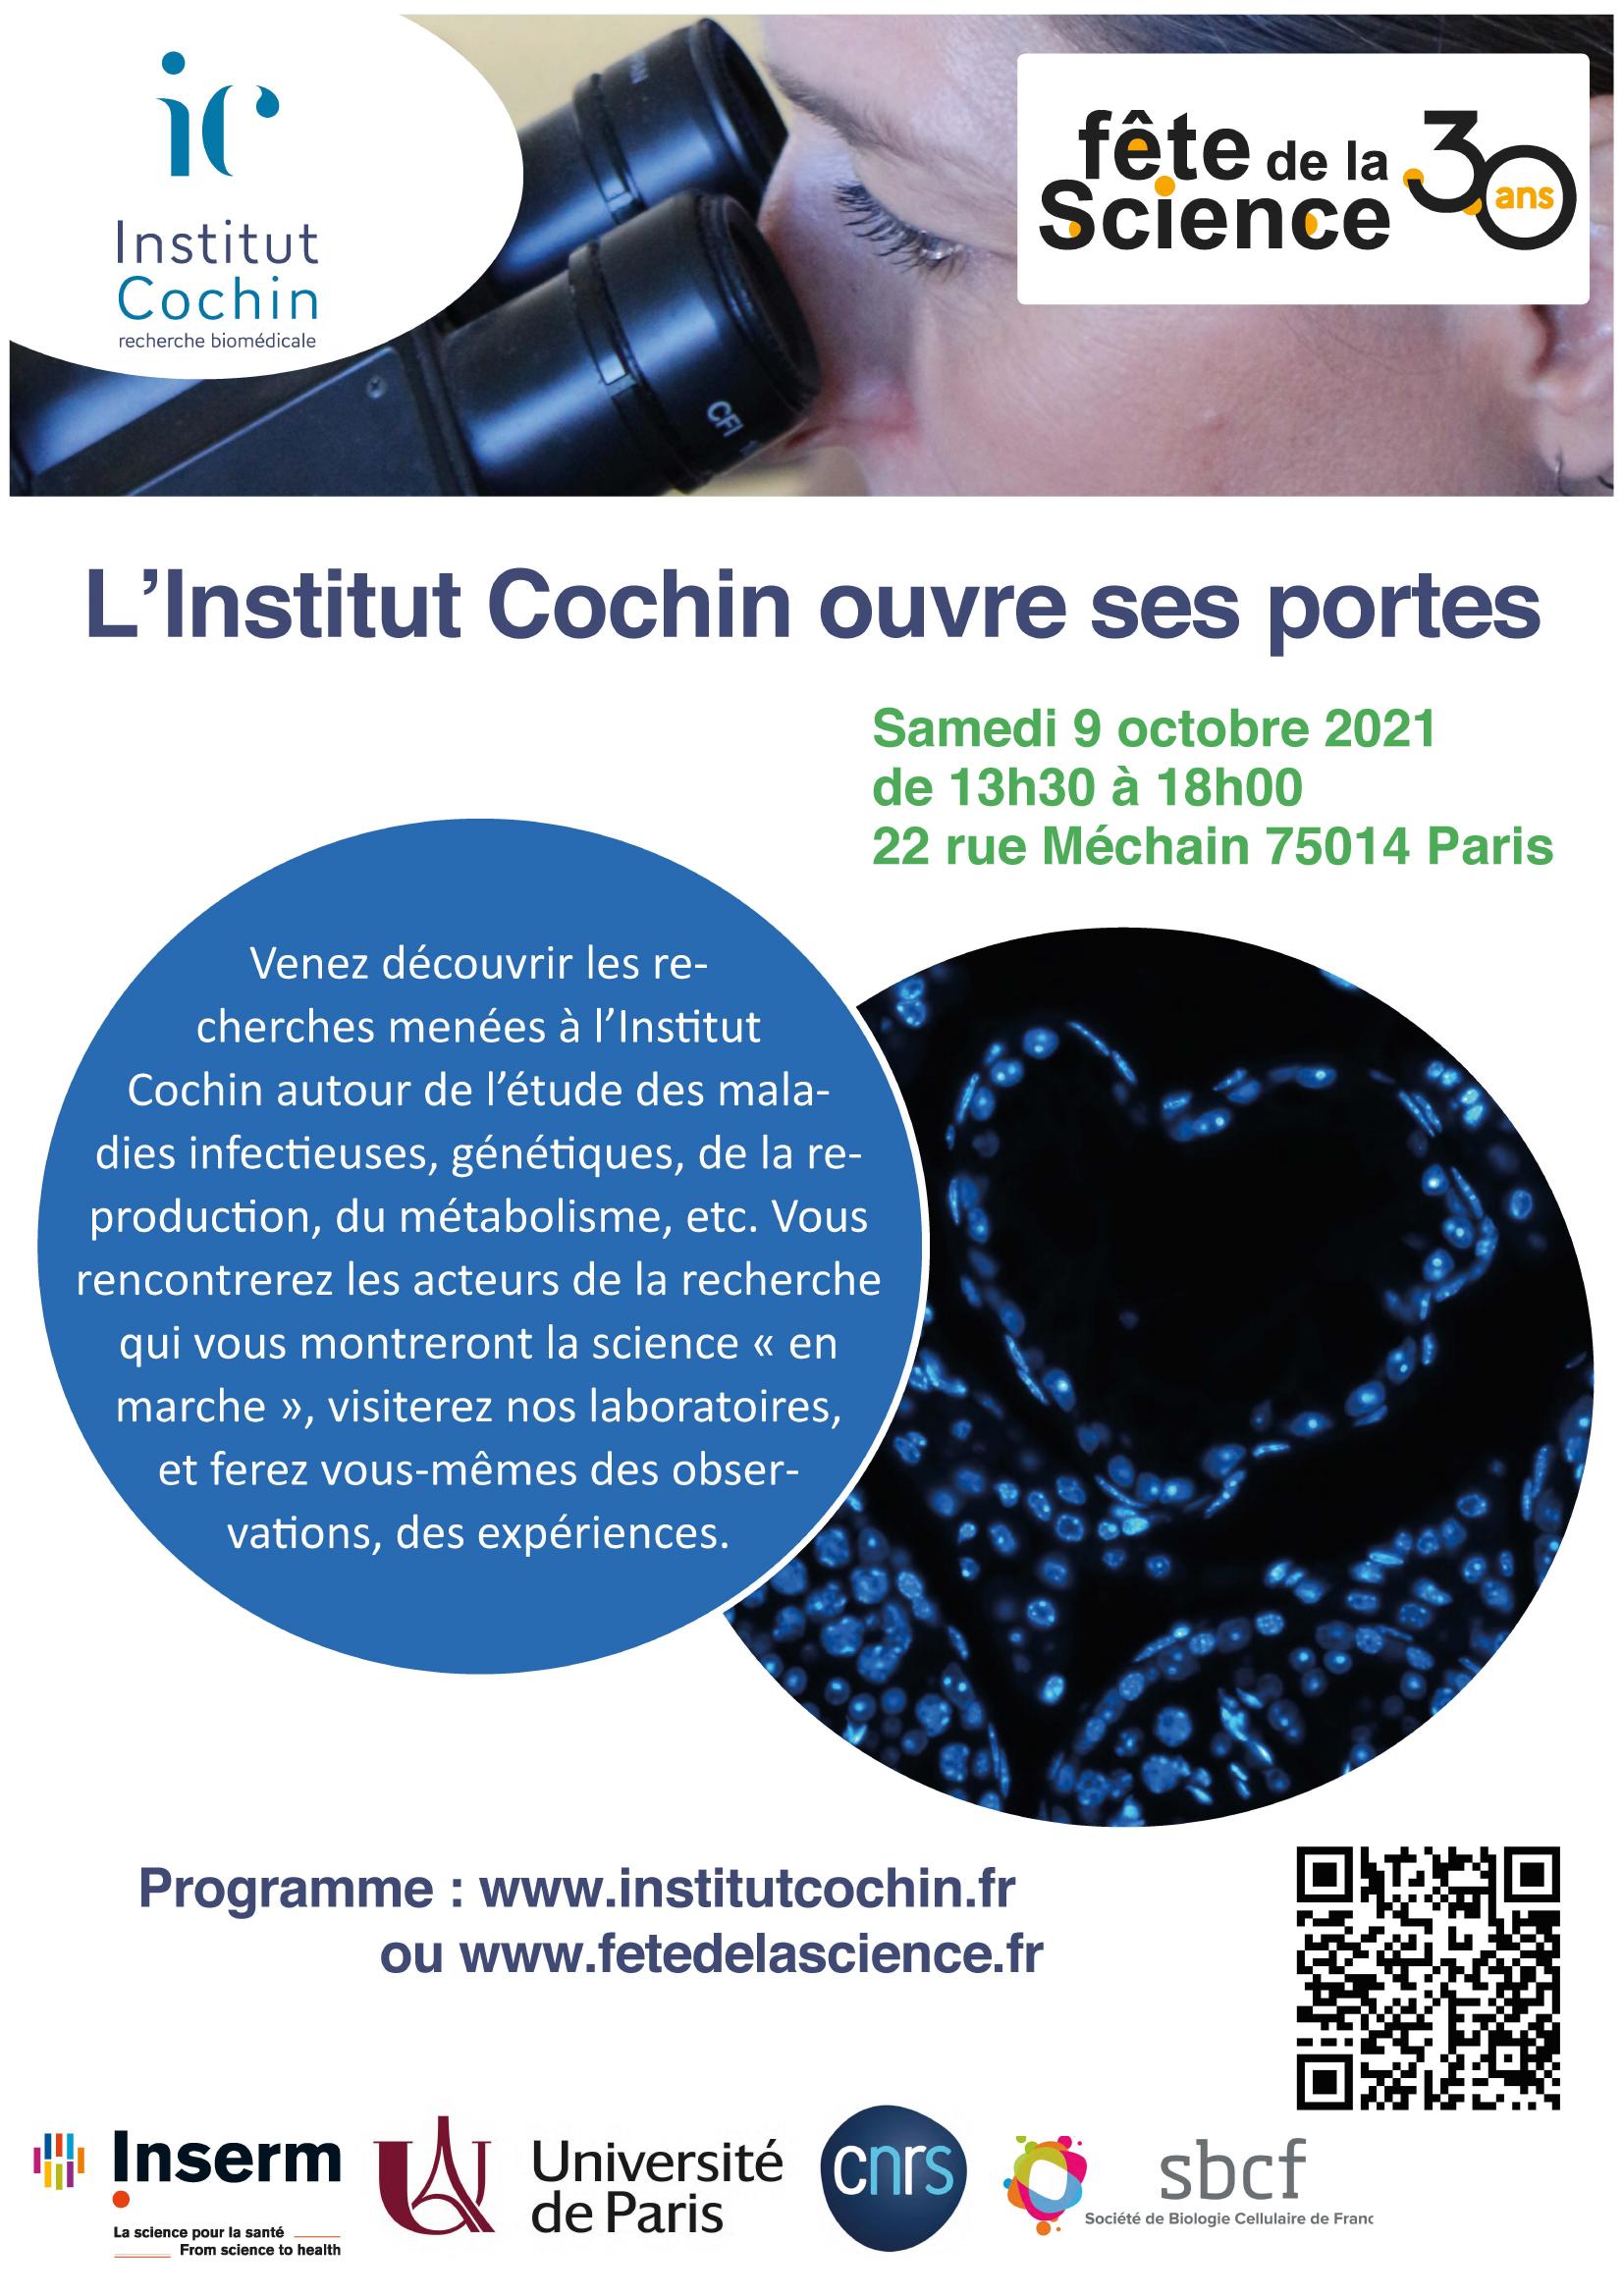 ic
Institut
Cochin
recherche biomédicale
CFI
fête de la
Science
30
ans
L'Institut Cochin ouvre ses portes
Samedi 9 octobre 2021
de 13h30 à 18h00
22 rue Méchain 75014 Paris
Venez découvrir les re-
cherches menées à l'Institut
Cochin autour de l'étude des mala-
dies infectieuses, génétiques, de la re-
production, du métabolisme, etc. Vous
rencontrerez les acteurs de la recherche
qui vous montreront la science « en
marche », visiterez nos laboratoires,
et ferez vous-mêmes des obser-
vations, des expériences.
Programme : www.institutcochin.fr
ou www.fetedelascience.fr
Inserm
La science pour la santé
From science to health
Université
de Paris
cnrs
sbcf
Société de Biologie Cellulaire de Franc